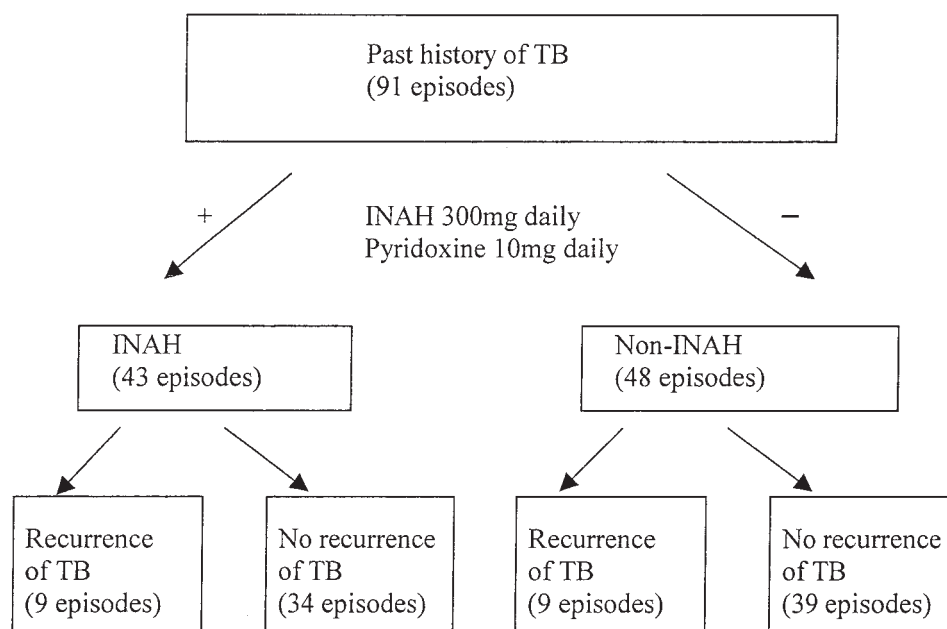 Past history of TB
(91 episodes)
+
INAH 300mg daily
Pyridoxine 10mg daily
−
INAH
(43 episodes)
Non-INAH
(48 episodes)
Recurrence
of TB
(9 episodes)
No recurrence
of TB
(34 episodes)
Recurrence
of TB
(9 episodes)
No recurrence
of TB
(39 episodes)